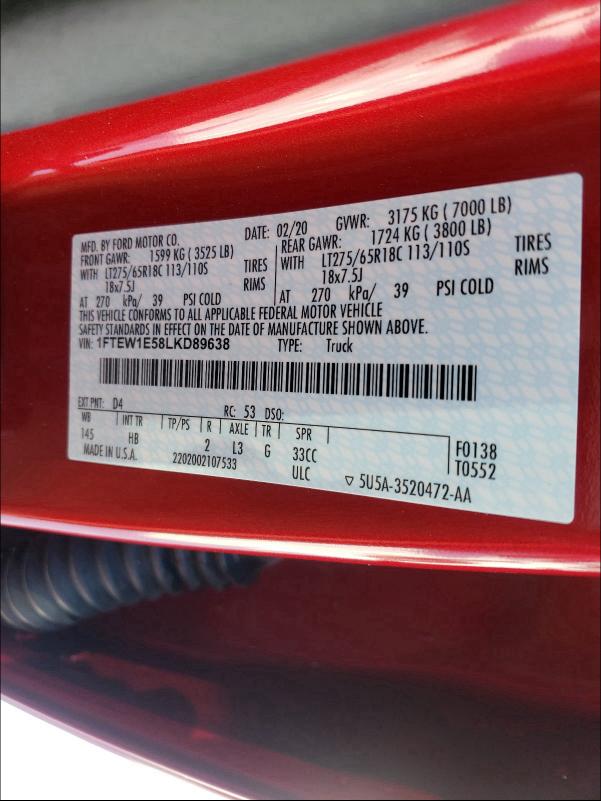 MFD. BY FORD MOTOR CO. DATE: 02/20 GVWR: 3175 KG ( 7000 LB)
FRONT GAWR: 1599 KG ( 3525 LB) REAR GAWR: 1724 KG ( 3800 LB)
WITH LT275/65R18C 113/110S TIRES WITH LT275/65R18C 113/110S TIRES
18x7.5J RIMS 18x7.5J RIMS
AT 270 kPa/ 39 PSI COLD AT 270 kPa/ 39 PSI COLD
THIS VEHICLE CONFORMS TO ALL APPLICABLE FEDERAL MOTOR VEHICLE
SAFETY STANDARDS IN EFFECT ON THE DATE OF MANUFACTURE SHOWN ABOVE.
VIN: 1FTEW1E58LKD89638 TYPE: Truck
EXT PNT: D4 RC: 53 DSO:
WB INT TR TP/PS R AXLE TR SPR
145 HB 2 L3 G 33CC F0138
MADE IN U.S.A. 2202002107533 ULC T0552
▽ 5U5A-3520472-AA